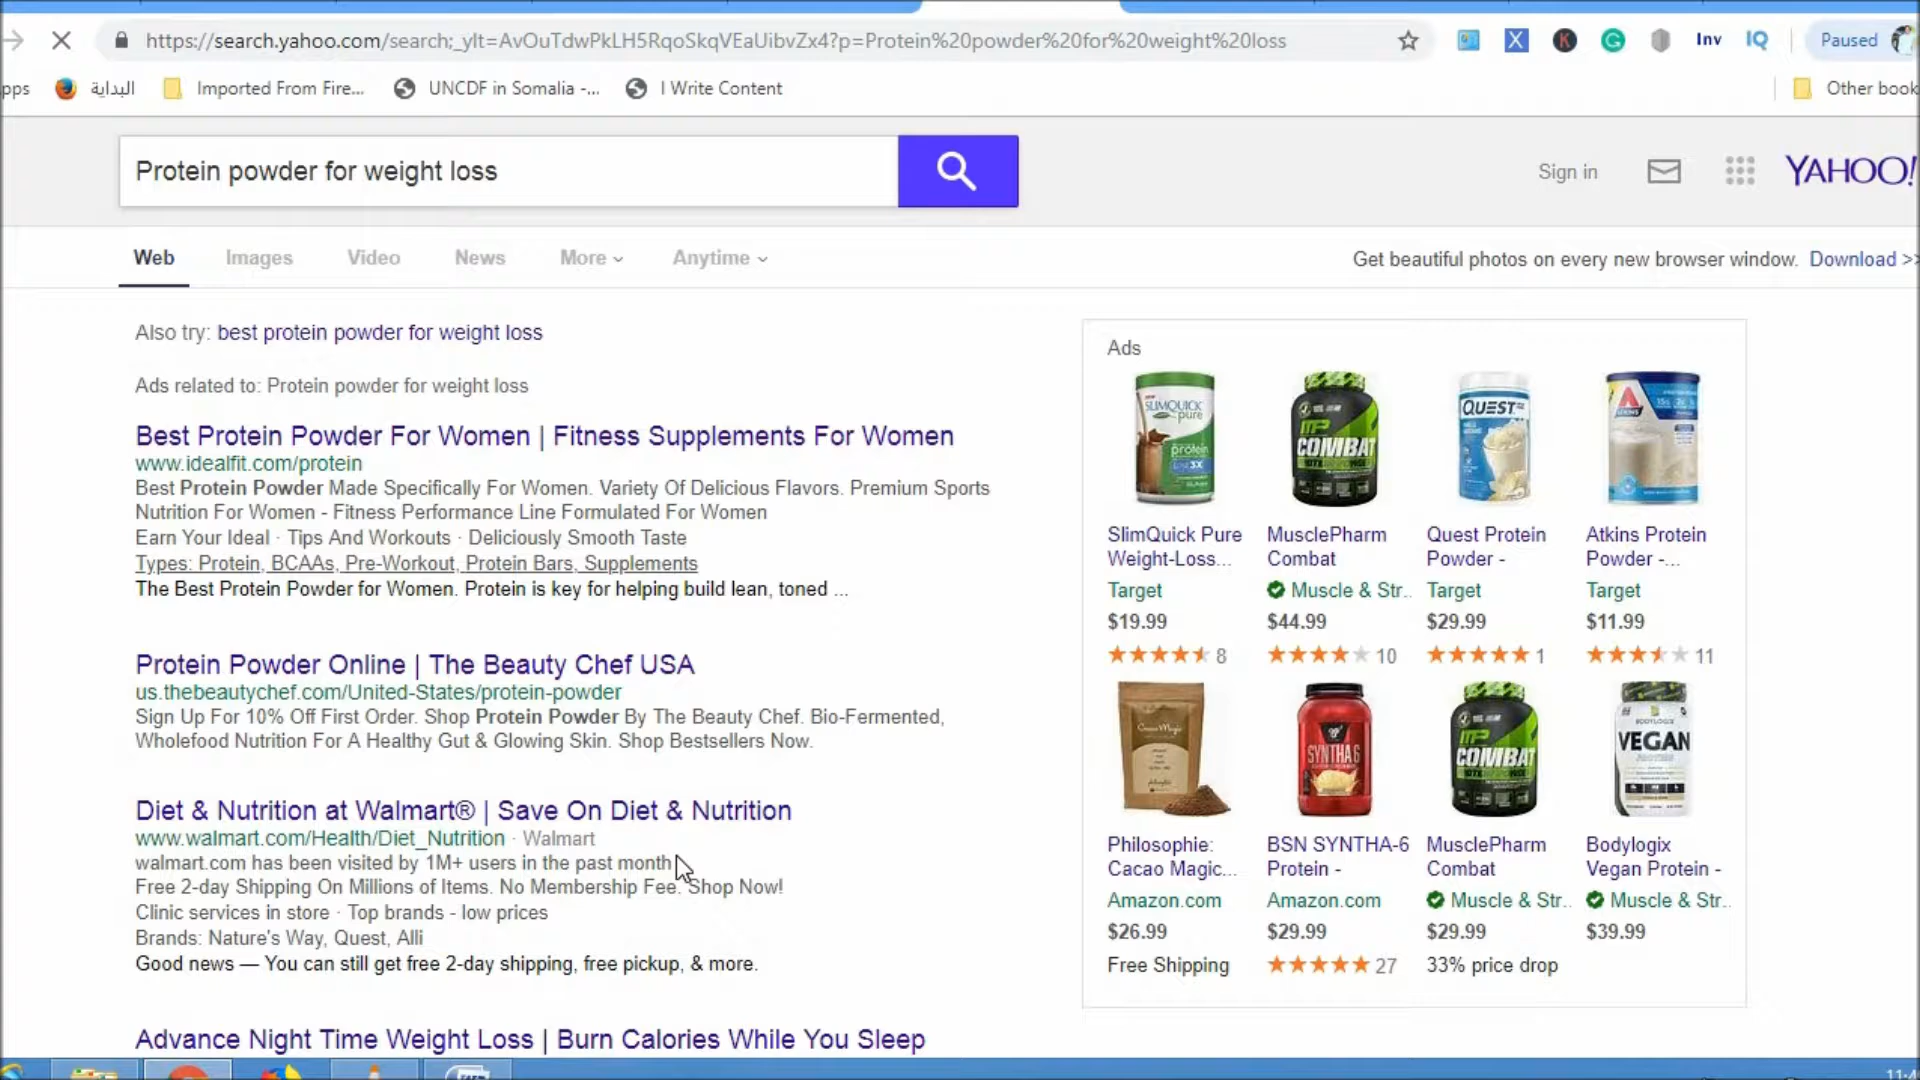 https://search.yahoo.com/search;_ylt=AvOuTdwPkLH5RqoSkqVEaUibvZx4?p=Protein%20powder%20for%20weight%20loss
Inv
IQ
Paused
البداية
Imported From Fire...
UNCDF in Somalia -...
I Write Content
Other book
Protein powder for weight loss
Sign in
YAHOO!
Web
Images
Video
News
More
Anytime
Get beautiful photos on every new browser window. Download >>
Also try: best protein powder for weight loss
Ads related to: Protein powder for weight loss
Best Protein Powder For Women | Fitness Supplements For Women
www.idealfit.com/protein
Best Protein Powder Made Specifically For Women. Variety Of Delicious Flavors. Premium Sports
Nutrition For Women - Fitness Performance Line Formulated For Women
Earn Your Ideal · Tips And Workouts · Deliciously Smooth Taste
Types: Protein, BCAAs, Pre-Workout, Protein Bars, Supplements
The Best Protein Powder for Women. Protein is key for helping build lean, toned ...
Protein Powder Online | The Beauty Chef USA
us.thebeautychef.com/United-States/protein-powder
Sign Up For 10% Off First Order. Shop Protein Powder By The Beauty Chef. Bio-Fermented,
Wholefood Nutrition For A Healthy Gut & Glowing Skin. Shop Bestsellers Now.
Diet & Nutrition at Walmart® | Save On Diet & Nutrition
www.walmart.com/Health/Diet_Nutrition · Walmart
walmart.com has been visited by 1M+ users in the past month
Free 2-day Shipping On Millions of Items. No Membership Fee. Shop Now!
Clinic services in store · Top brands - low prices
Brands: Nature's Way, Quest, Alli
Good news — You can still get free 2-day shipping, free pickup, & more.
Advance Night Time Weight Loss | Burn Calories While You Sleep
Ads
SLIMQUICK
pure
protein
3X
MP
COMBAT
QUEST
ATKINS
SlimQuick Pure
Weight-Loss...
Target
$19.99
8
MusclePharm
Combat
Muscle & Str..
$44.99
10
Quest Protein
Powder -
Target
$29.99
1
Atkins Protein
Powder -...
Target
$11.99
11
Cacao Magic
SYNTHA6
MP
COMBAT
BODYLOGIX
VEGAN
PROTEIN
Philosophie:
Cacao Magic...
Amazon.com
$26.99
Free Shipping
BSN SYNTHA-6
Protein -
Amazon.com
$29.99
27
MusclePharm
Combat
Muscle & Str..
$29.99
33% price drop
Bodylogix
Vegan Protein -
Muscle & Str..
$39.99